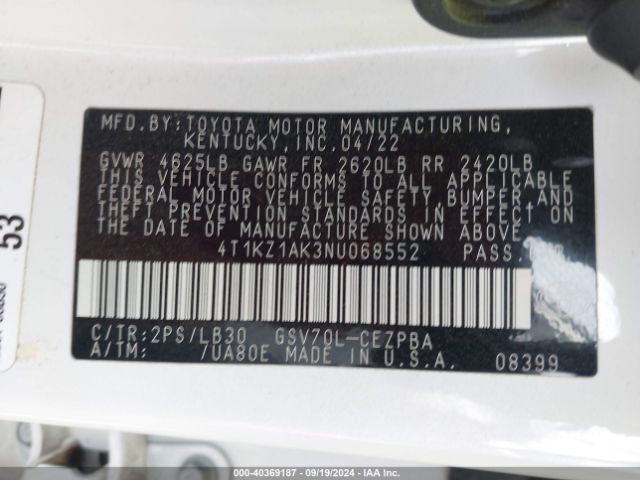 MFD.BY:TOYOTA MOTOR MANUFACTURING,
KENTUCKY,INC.04/22
GVWR 4625LB GAWR FR 2620LB RR 2420LB
THIS VEHICLE CONFORMS TO ALL APPLICABLE
FEDERAL MOTOR VEHICLE SAFETY, BUMPER,AND
THEFT PREVENTION STANDARDS IN EFFECT ON
THE DATE OF MANUFACTURE SHOWN ABOVE.
4T1KZ1AK3NU068552 PASS.
C/TR:2PS/LB30 GSV70L-CEZPBA
A/TM: 7UA80E MADE IN U.S.A. 08399
53
000-40369187 - 09/19/2024 - IAA Inc.